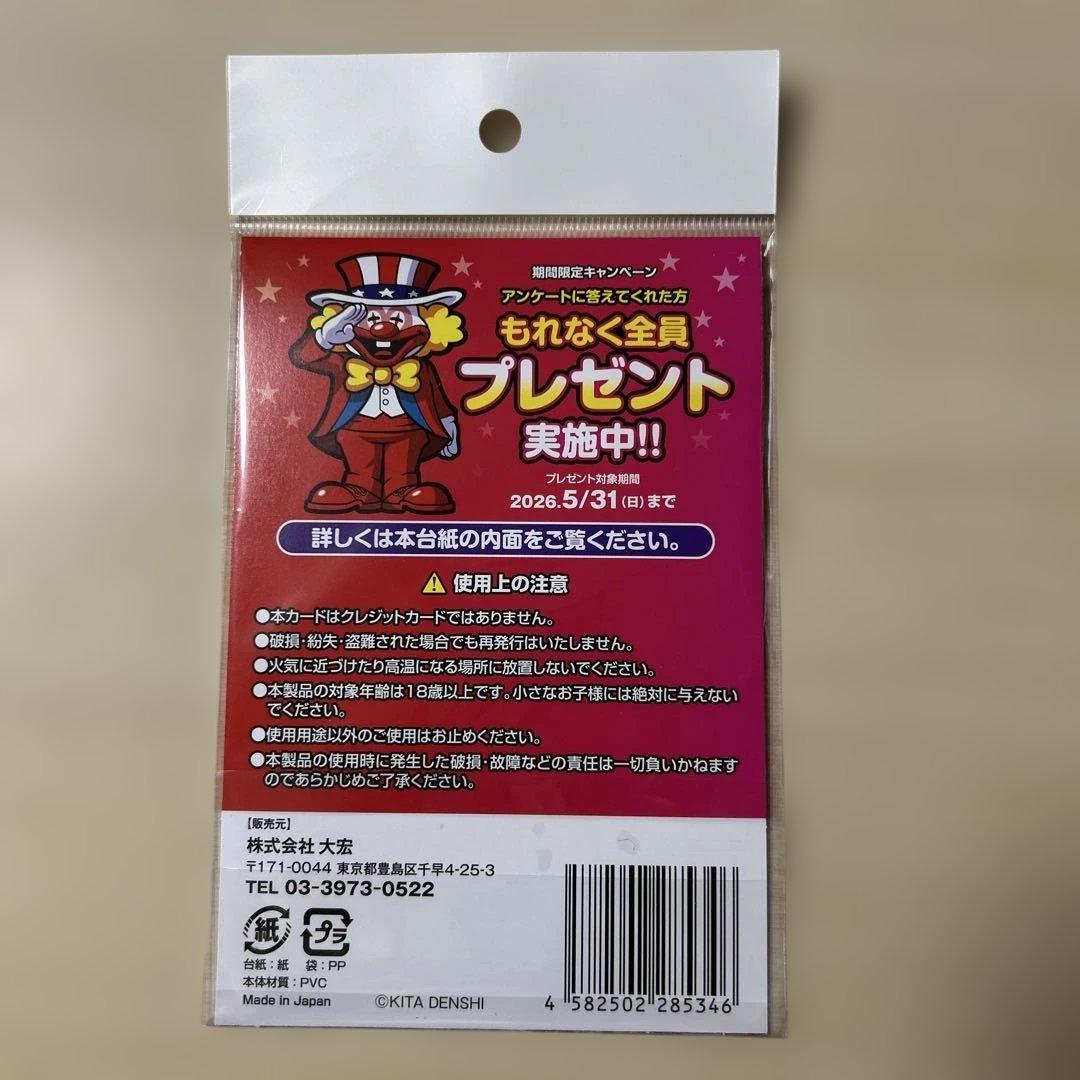 期間限定キャンペーン
アンケートに答えてくれた方
もれなく全員
プレゼント
実施中!!
プレゼント対象期間
2026.5/31(日)まで
詳しくは本台紙の内面をご覧ください。
使用上の注意
●本カードはクレジットカードではありません。
●破損・紛失・盗難された場合でも再発行はいたしません。
●火気に近づけたり高温になる場所に放置しないでください。
●本製品の対象年齢は18歳以上です。小さなお子様には絶対に与えない
でください。
●使用用途以外のご使用はお止めください。
●本製品の使用時に発生した破損・故障などの責任は一切負いかねます
のであらかじめご了承ください。
【販売元】
株式会社 大宏
〒171-0044 東京都豊島区千早4-25-3
TEL 03-3973-0522
紙 プラ
台紙：紙 袋：PP
本体材質：PVC
Made in Japan ©KITA DENSHI
4 582502 285346